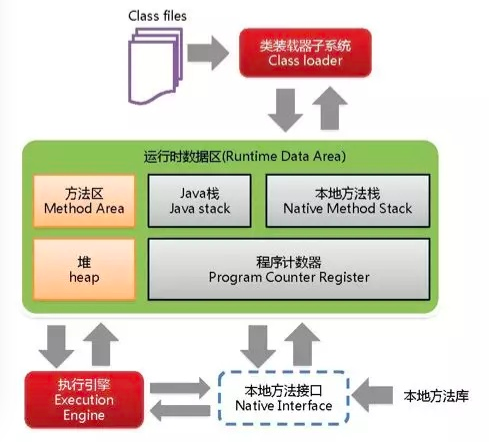 Class files
类装载器子系统
Class loader
运行时数据区(Runtime Data Area)
方法区
Method Area
Java栈
Java stack
本地方法栈
Native Method Stack
堆
heap
程序计数器
Program Counter Register
执行引擎
Execution
Engine
本地方法接口
Native Interface
本地方法库